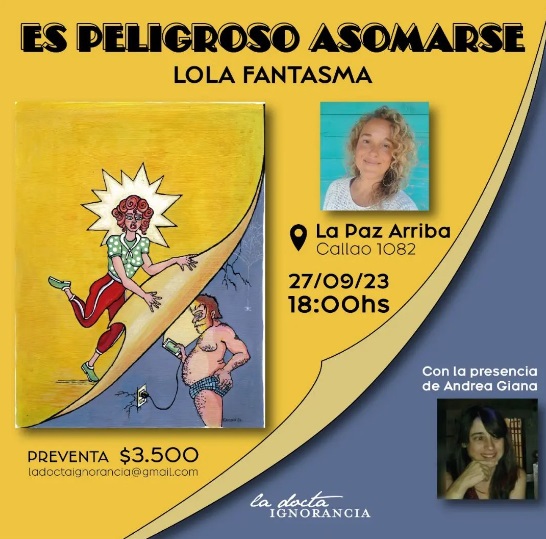 ES PELIGROSO ASOMARSE
LOLA FANTASMA
La Paz Arriba
Callao 1082
27/09/23
18:00hs
Con la presencia
de Andrea Giana
PREVENTA $3.500
ladoctaignorancia@gmail.com
la docta
IGNORANCIA